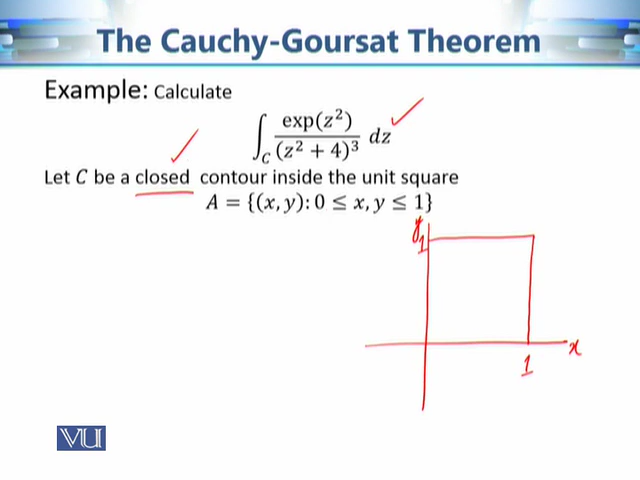 The Cauchy-Goursat Theorem
Example: Calculate
∫_C exp(z²)/(z² + 4)³ dz
Let C be a closed contour inside the unit square
A = {(x, y): 0 ≤ x, y ≤ 1}
y
1
x
1
VU